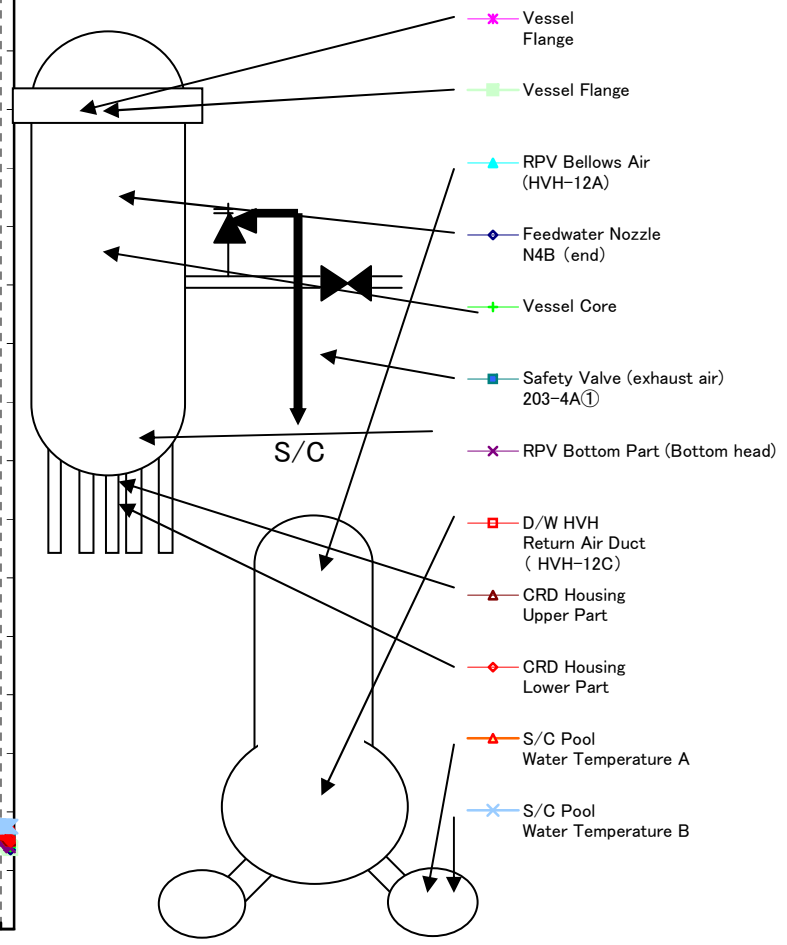 Vessel
Flange
Vessel Flange
RPV Bellows Air
(HVH-12A)
Feedwater Nozzle
N4B (end)
Vessel Core
Safety Valve (exhaust air)
203-4A①
S/C
RPV Bottom Part (Bottom head)
D/W HVH
Return Air Duct
( HVH-12C)
CRD Housing
Upper Part
CRD Housing
Lower Part
S/C Pool
Water Temperature A
S/C Pool
Water Temperature B